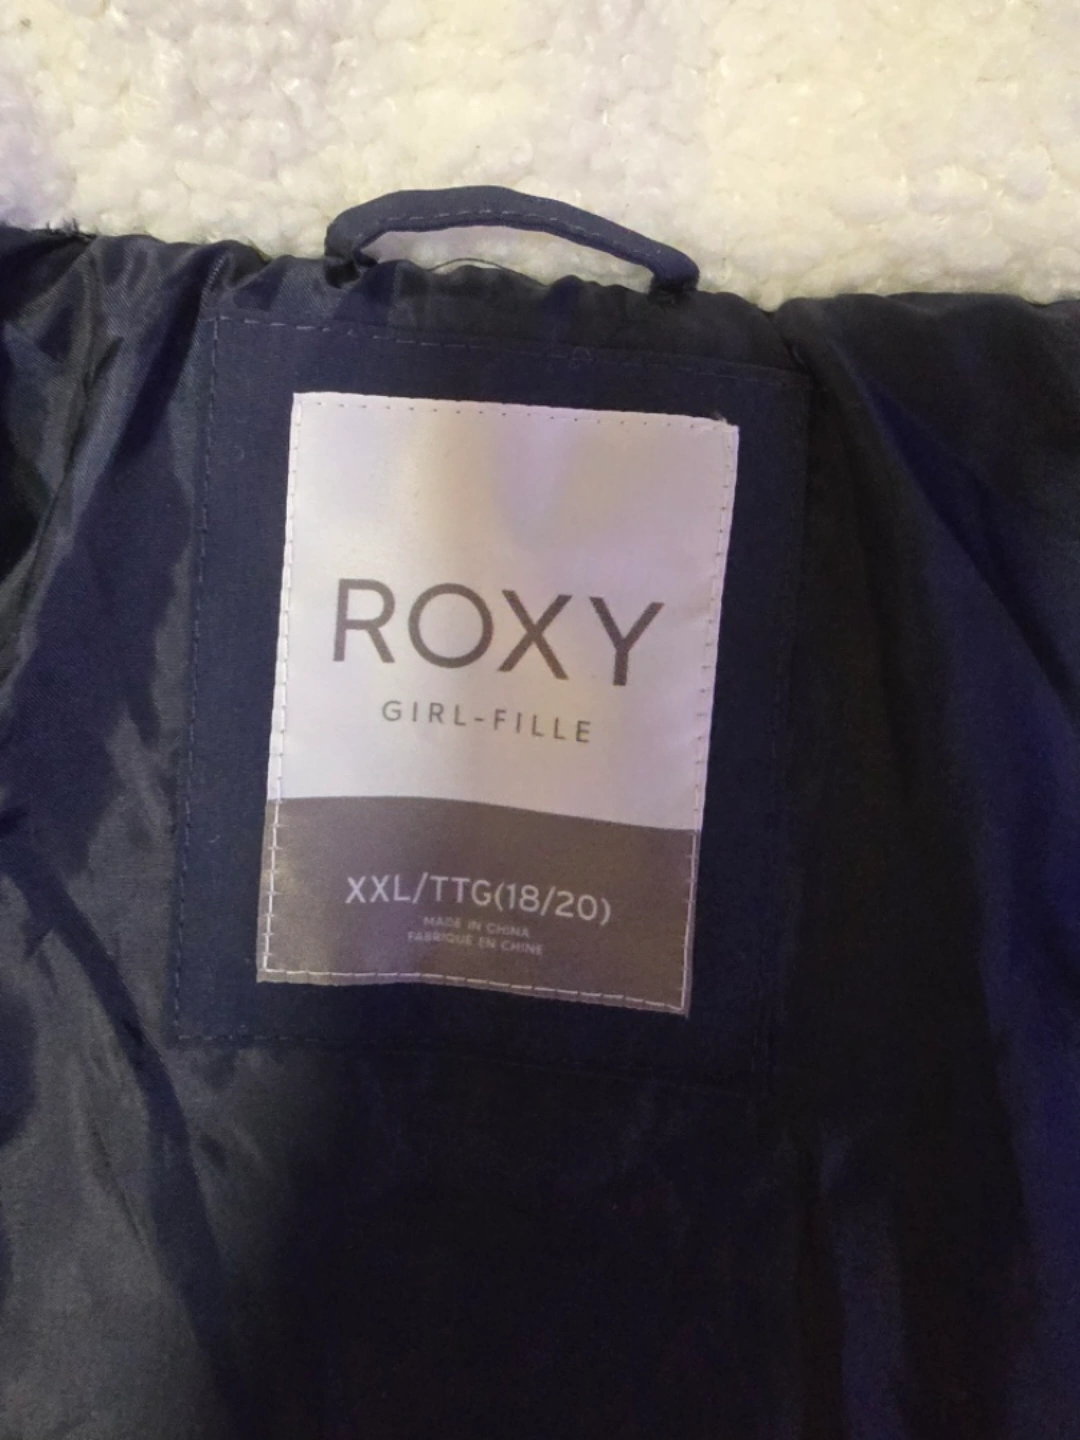 ROXY
GIRL-FILLE
XXL/TTG(18/20)
MADE IN CHINA
FABRIQUE EN CHINE